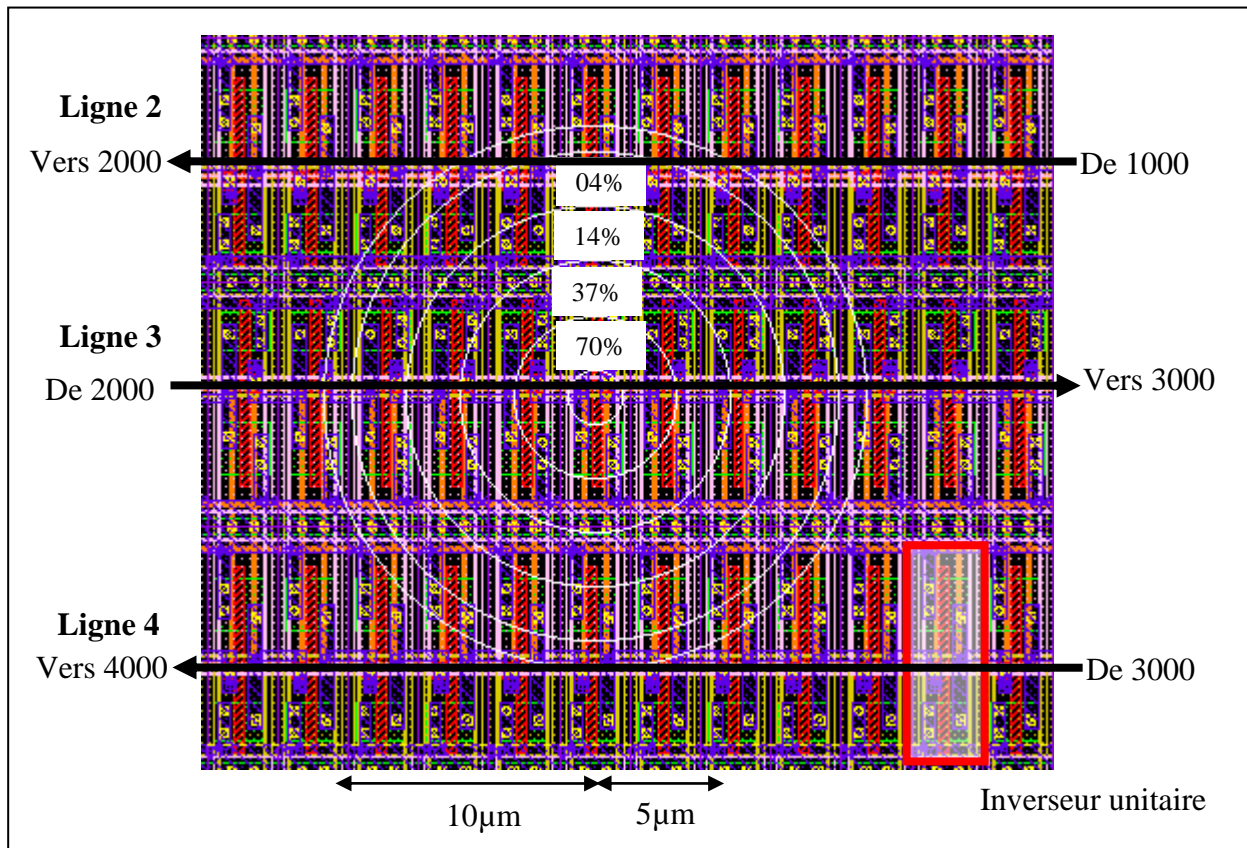 Ligne 2
Vers 2000
De 1000
04%
14%
37%
70%
Ligne 3
De 2000
Vers 3000
Ligne 4
Vers 4000
De 3000
10µm
5µm
Inverseur unitaire